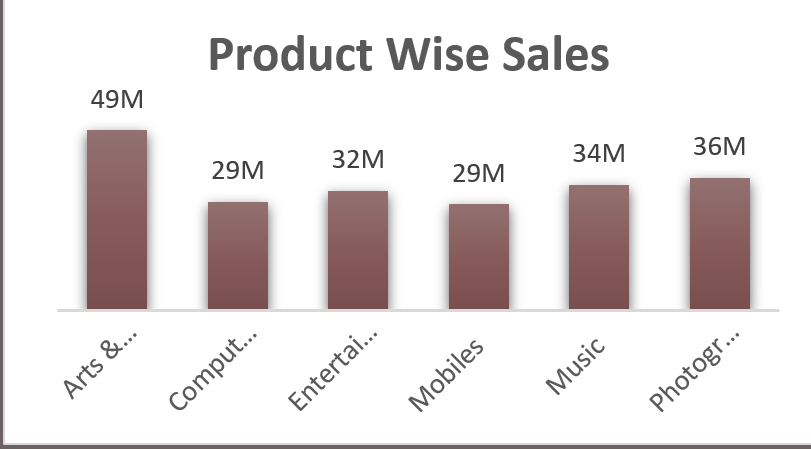 Product Wise Sales
49M
29M
32M
29M
34M
36M
Arts &...
Comput...
Entertai...
Mobiles
Music
Photogr...